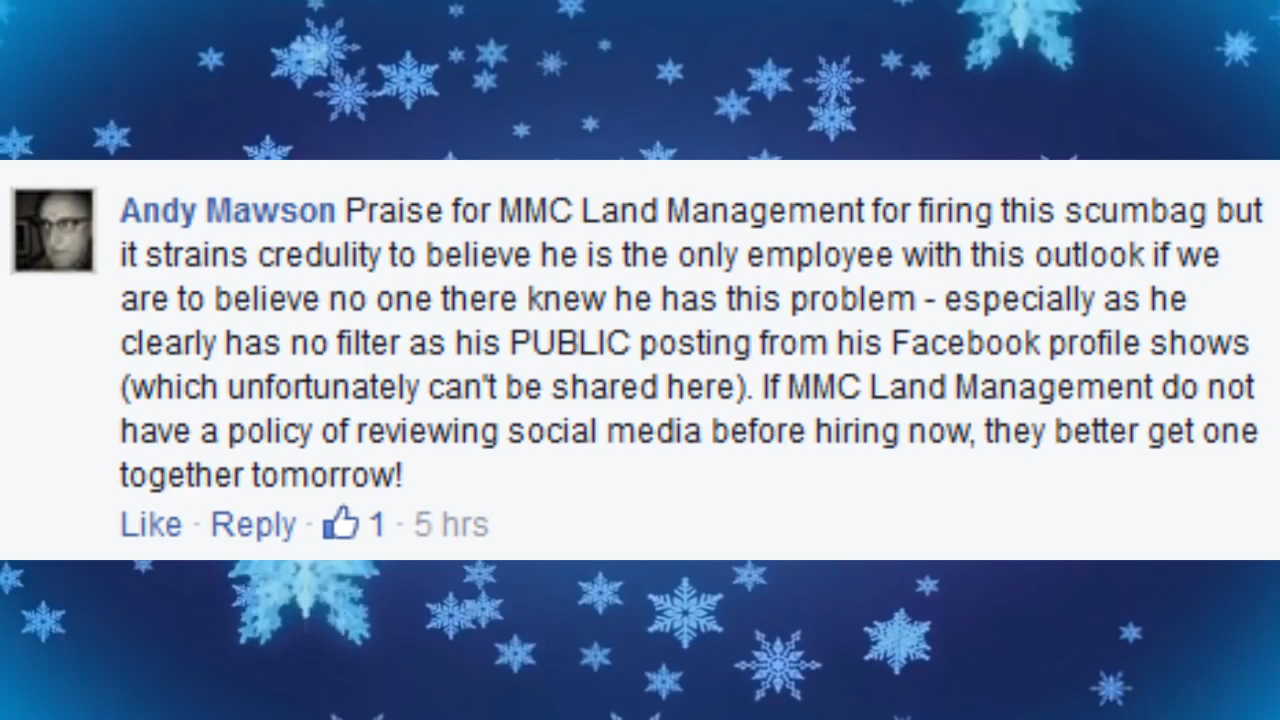 Andy Mawson Praise for MMC Land Management for firing this scumbag but
it strains credulity to believe he is the only employee with this outlook if we
are to believe no one there knew he has this problem - especially as he
clearly has no filter as his PUBLIC posting from his Facebook profile shows
(which unfortunately can't be shared here). If MMC Land Management do not
have a policy of reviewing social media before hiring now, they better get one
together tomorrow!
Like · Reply · 1 · 5 hrs